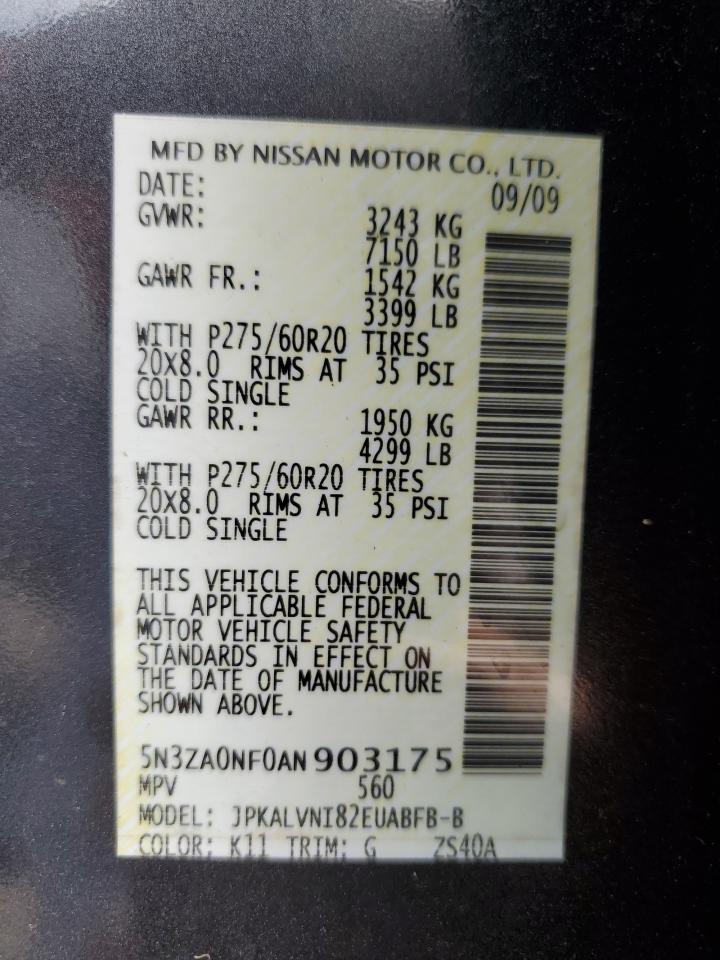 MFD BY NISSAN MOTOR CO., LTD.
DATE: 09/09
GVWR: 3243 KG
7150 LB
GAWR FR.: 1542 KG
3399 LB
WITH P275/60R20 TIRES
20X8.0 RIMS AT 35 PSI
COLD SINGLE
GAWR RR.: 1950 KG
4299 LB
WITH P275/60R20 TIRES
20X8.0 RIMS AT 35 PSI
COLD SINGLE
THIS VEHICLE CONFORMS TO
ALL APPLICABLE FEDERAL
MOTOR VEHICLE SAFETY
STANDARDS IN EFFECT ON
THE DATE OF MANUFACTURE
SHOWN ABOVE.
5N3ZA0NF0AN 903175
MPV 560
MODEL: JPKALVNI82EUABFB-B
COLOR: K11 TRIM: G ZS40A